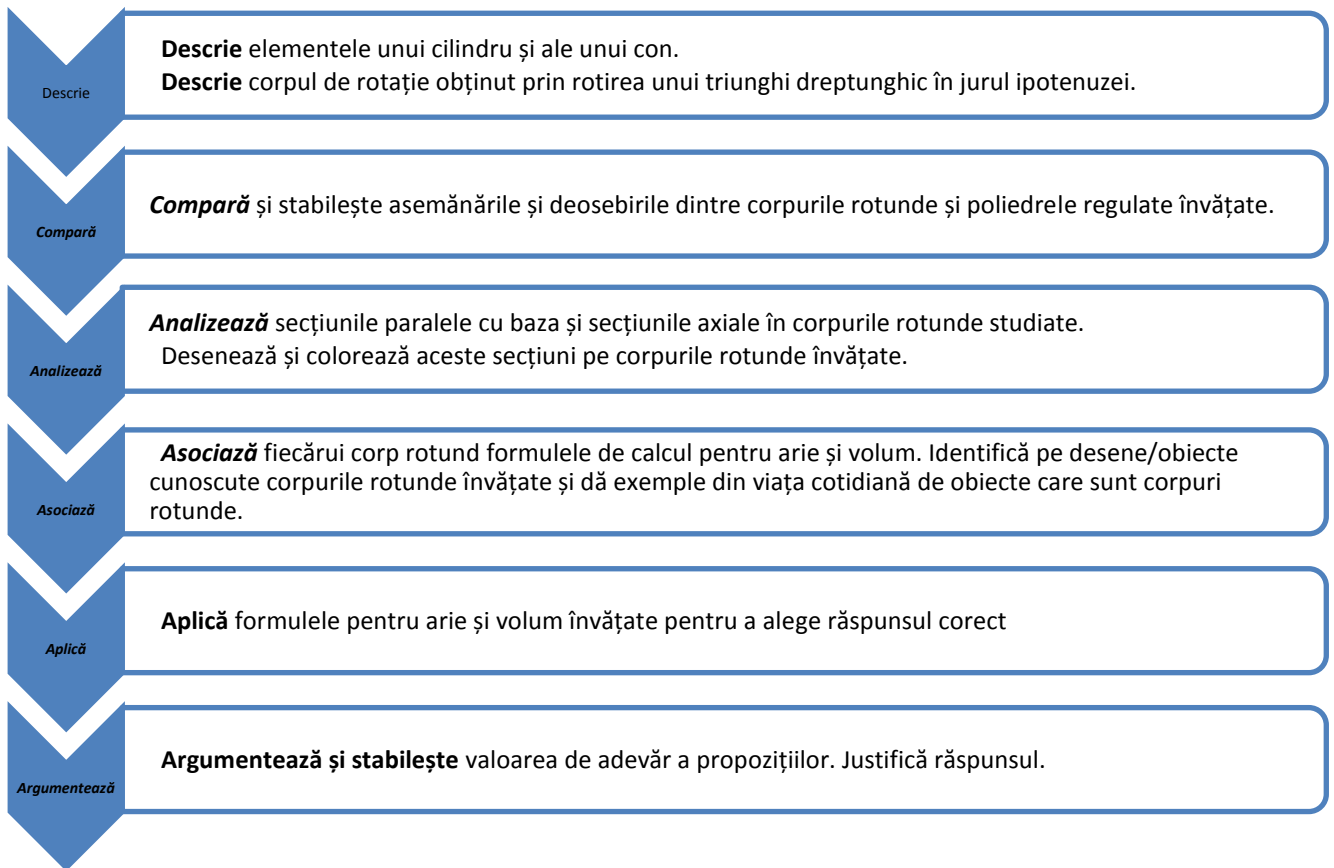 Descrie
Descrie elementele unui cilindru și ale unui con.
Descrie corpul de rotație obținut prin rotirea unui triunghi dreptunghic în jurul ipotenuzei.
Compară
Compară și stabilește asemănările și deosebirile dintre corpurile rotunde și poliedrele regulate învățate.
Analizează
Analizează secțiunile paralele cu baza și secțiunile axiale în corpurile rotunde studiate.
Desenează și colorează aceste secțiuni pe corpurile rotunde învățate.
Asociază
Asociază fiecărui corp rotund formulele de calcul pentru arie și volum. Identifică pe desene/obiecte
cunoscute corpurile rotunde învățate și dă exemple din viața cotidiană de obiecte care sunt corpuri
rotunde.
Aplică
Aplică formulele pentru arie și volum învățate pentru a alege răspunsul corect
Argumentează
Argumentează și stabilește valoarea de adevăr a propozițiilor. Justifică răspunsul.